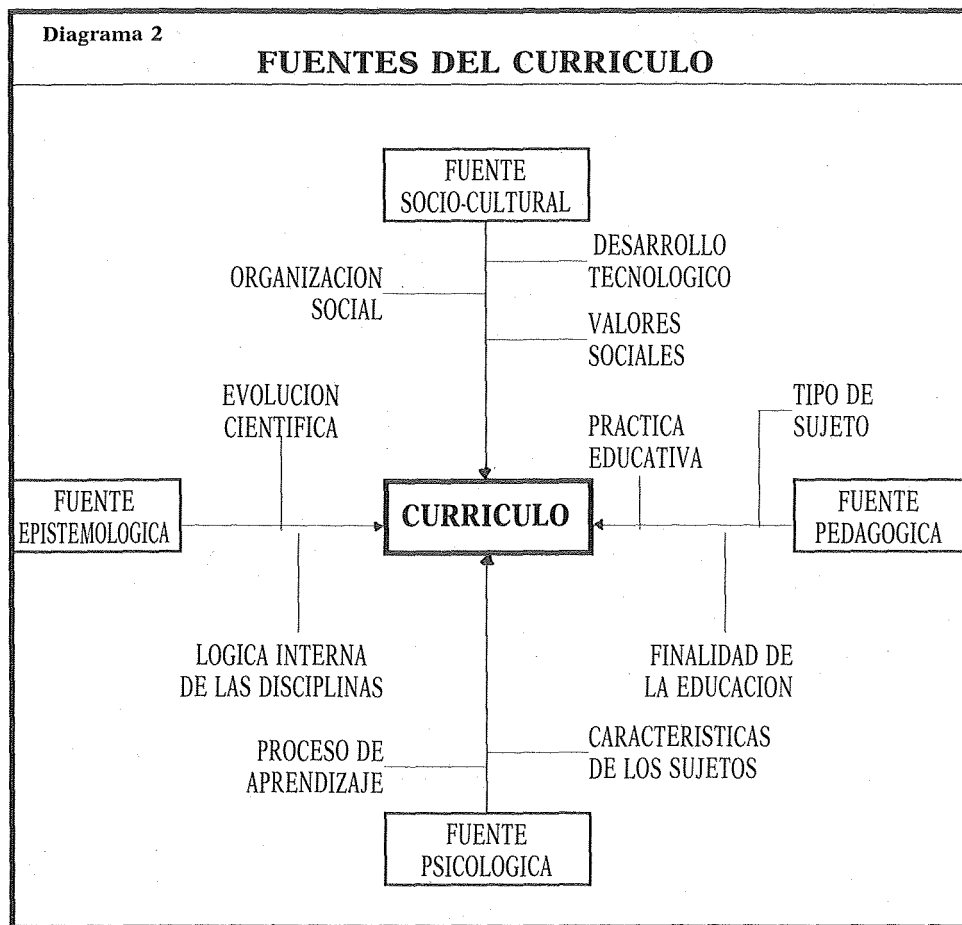 Diagrama 2
FUENTES DEL CURRICULO
FUENTE
SOCIO-CULTURAL
DESARROLLO
TECNOLOGICO
ORGANIZACION
SOCIAL
VALORES
SOCIALES
EVOLUCION
CIENTIFICA
PRACTICA
EDUCATIVA
TIPO DE
SUJETO
FUENTE
EPISTEMOLOGICA
CURRICULO
FUENTE
PEDAGOGICA
LOGICA INTERNA
DE LAS DISCIPLINAS
FINALIDAD DE
LA EDUCACION
PROCESO DE
APRENDIZAJE
CARACTERISTICAS
DE LOS SUJETOS
FUENTE
PSICOLOGICA